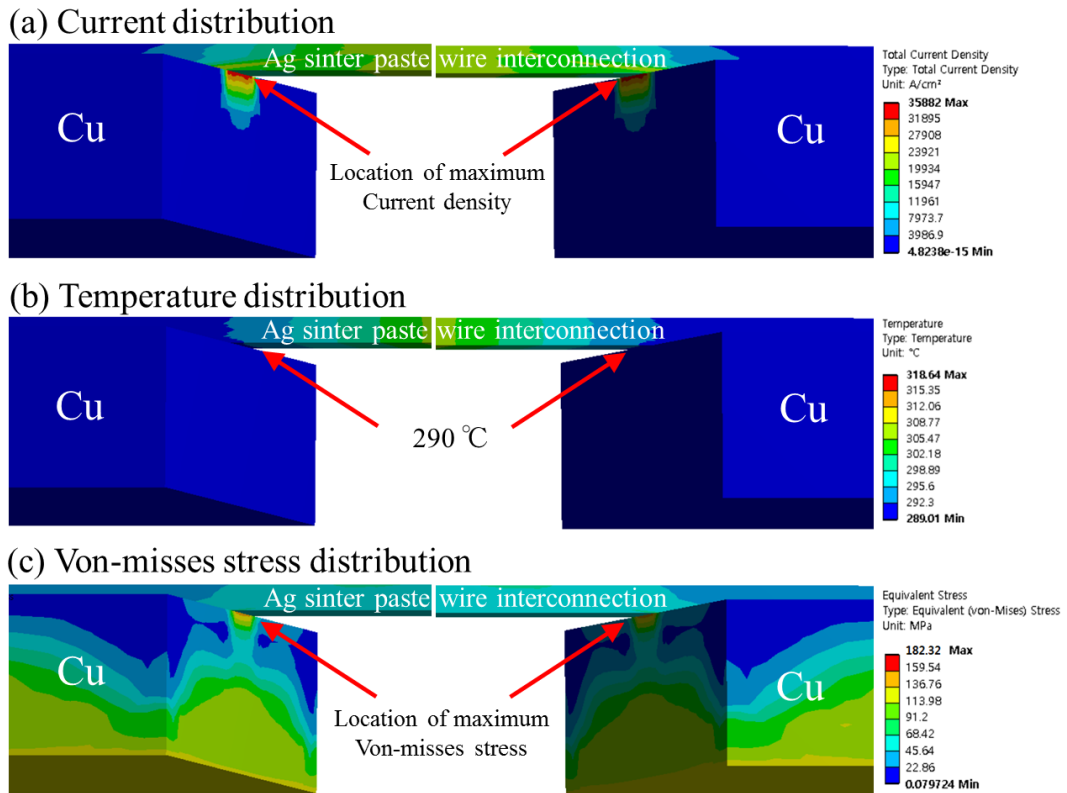 (a) Current distribution
Ag sinter paste wire interconnection
Cu
Cu
Location of maximum
Current density
Total Current Density
Type: Total Current Density
Unit: A/cm²
35882 Max
31895
27908
23921
19934
15947
11961
7973.7
3986.9
4.8238e-15 Min
(b) Temperature distribution
Ag sinter paste wire interconnection
Cu
Cu
290 ℃
Temperature
Type: Temperature
Unit: °C
318.64 Max
315.35
312.06
308.77
305.47
302.18
298.89
295.6
292.3
289.01 Min
(c) Von-misses stress distribution
Ag sinter paste wire interconnection
Cu
Cu
Location of maximum
Von-misses stress
Equivalent Stress
Type: Equivalent (von-Mises) Stress
Unit: MPa
182.32 Max
159.54
136.76
113.98
91.2
68.42
45.64
22.86
0.079724 Min